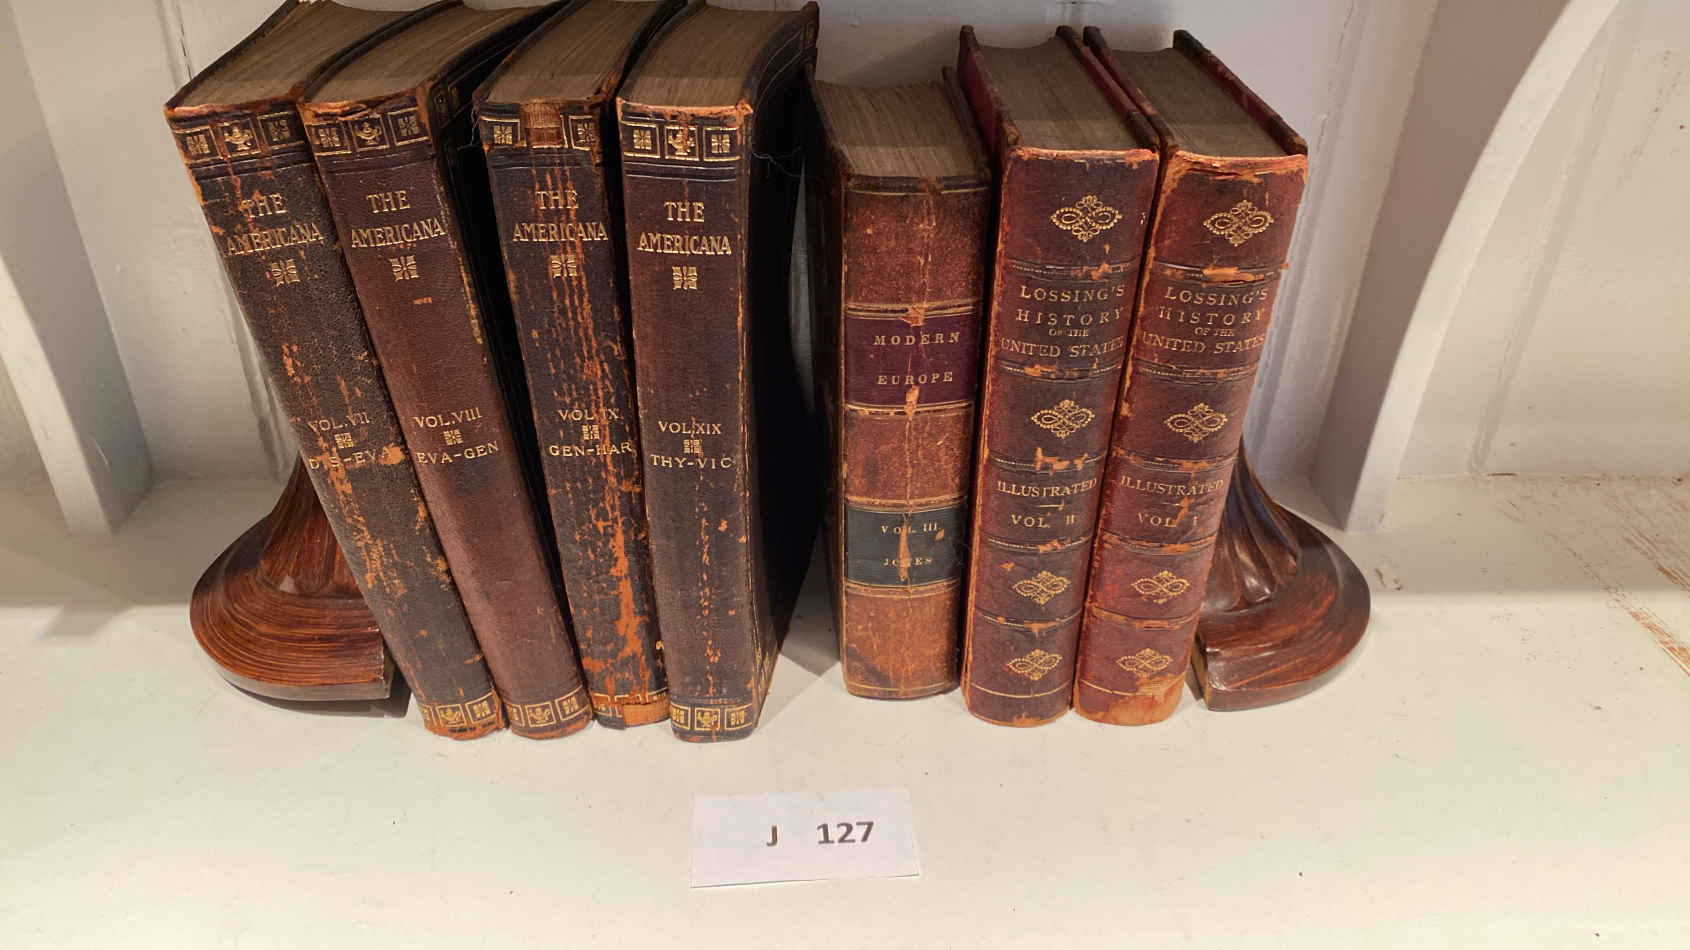 THE
AMERICANA
VOL.VII
DIS-EVA
THE
AMERICANA
VOL.VIII
EVA-GEN
THE
AMERICANA
VOL.IX
GEN-HAR
THE
AMERICANA
VOL.XIX
THY-VIC
MODERN
EUROPE
VOL. III.
JONES
LOSSING'S
HISTORY
OF THE
UNITED STATES
ILLUSTRATED
VOL. II
LOSSING'S
HISTORY
OF THE
UNITED STATES
ILLUSTRATED
VOL. I
J 127